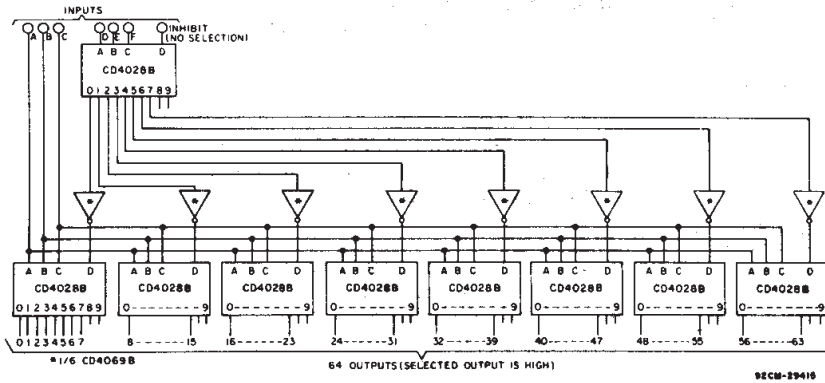 INPUTS
A B C D E F INHIBIT
(NO SELECTION)
A B C D
CD4028B
0 1 2 3 4 5 6 7 8 9
* * * * * * * *
A B C D A B C D A B C D A B C D A B C D A B C D A B C D A B C D
CD4028B CD4028B CD4028B CD4028B CD4028B CD4028B CD4028B CD4028B
0 1 2 3 4 5 6 7 8 9 0-------9 0-------9 0-------9 0-------9 0-------9 0-------9 0-------9
0 1 2 3 4 5 6 7 8-------15 16-------23 24-------31 32-------39 40-------47 48-------55 56-------63
*1/6 CD4069B
64 OUTPUTS (SELECTED OUTPUT IS HIGH)
92CM-29416